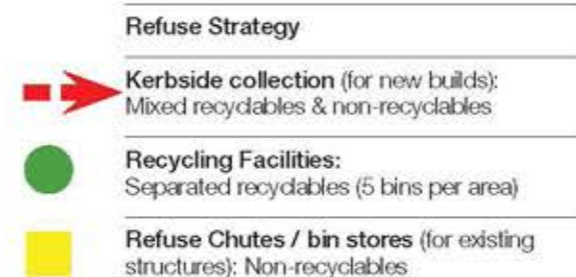 Refuse Strategy
Kerbside collection (for new builds):
Mixed recyclables & non-recyclables
Recycling Facilities:
Separated recyclables (5 bins per area)
Refuse Chutes / bin stores (for existing
structures): Non-recyclables